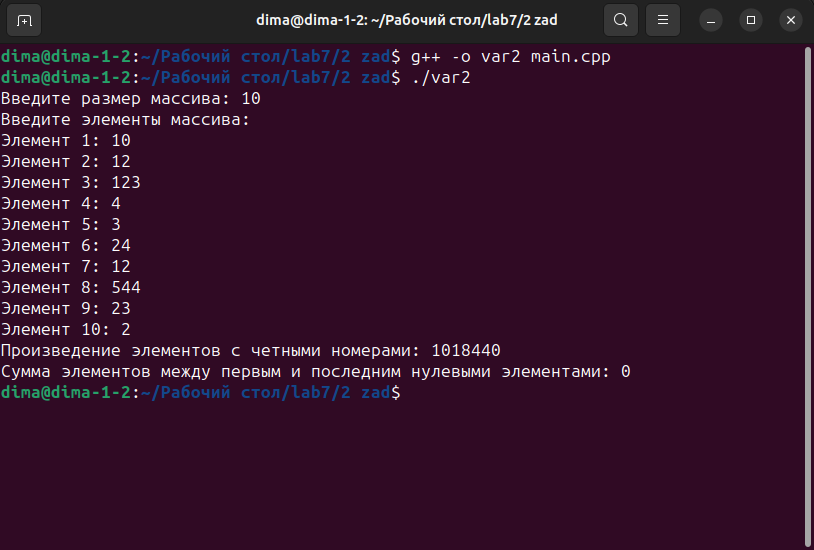 dima@dima-1-2: ~/Рабочий стол/lab7/2 zad
dima@dima-1-2:~/Рабочий стол/lab7/2 zad$ g++ -o var2 main.cpp
dima@dima-1-2:~/Рабочий стол/lab7/2 zad$ ./var2
Введите размер массива: 10
Введите элементы массива:
Элемент 1: 10
Элемент 2: 12
Элемент 3: 123
Элемент 4: 4
Элемент 5: 3
Элемент 6: 24
Элемент 7: 12
Элемент 8: 544
Элемент 9: 23
Элемент 10: 2
Произведение элементов с четными номерами: 1018440
Сумма элементов между первым и последним нулевыми элементами: 0
dima@dima-1-2:~/Рабочий стол/lab7/2 zad$